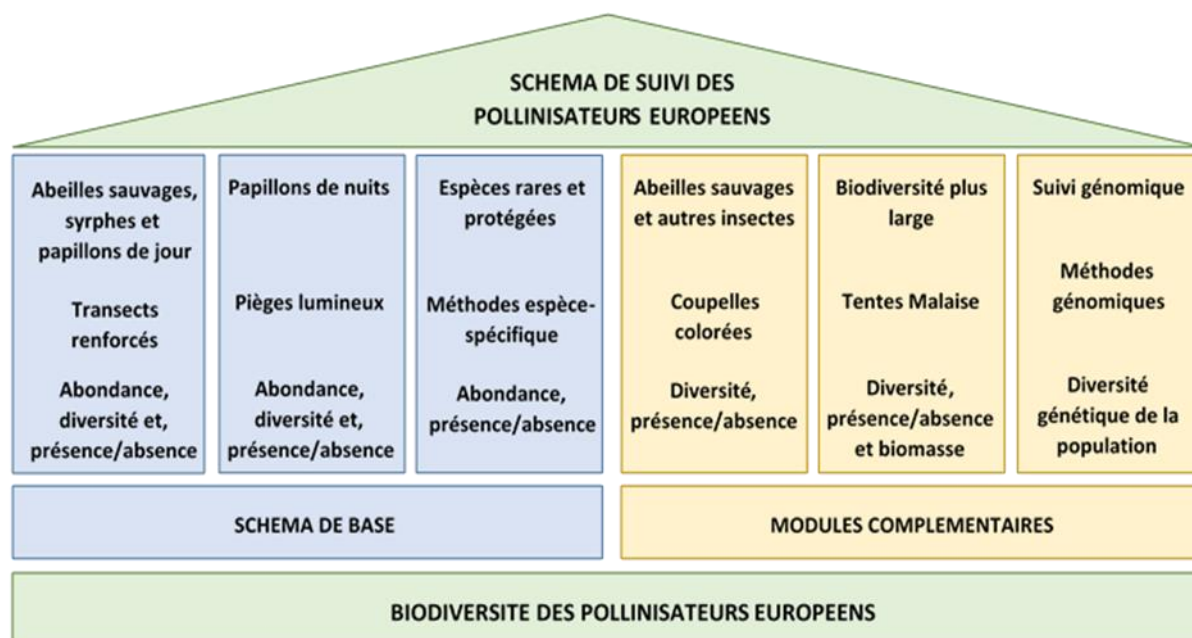 SCHEMA DE SUIVI DES
POLLINISATEURS EUROPEENS
Abeilles sauvages,
syrphes et
papillons de jour
Transects
renforcés
Abondance,
diversité et,
présence/absence
Papillons de nuits
Pièges lumineux
Abondance,
diversité et,
présence/absence
Espèces rares et
protégées
Méthodes espèce-
spécifique
Abondance,
présence/absence
Abeilles sauvages
et autres insectes
Coupelles
colorées
Diversité,
présence/absence
Biodiversité plus
large
Tentes Malaise
Diversité,
présence/absence
et biomasse
Suivi génomique
Méthodes
génomiques
Diversité
génétique de la
population
SCHEMA DE BASE
MODULES COMPLEMENTAIRES
BIODIVERSITE DES POLLINISATEURS EUROPEENS